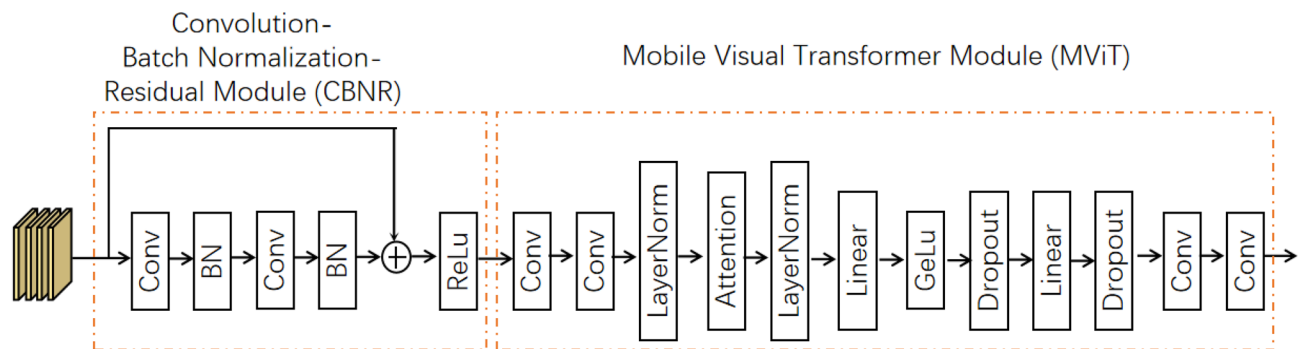 Convolution-
Batch Normalization-
Residual Module (CBNR)
Mobile Visual Transformer Module (MViT)
Conv
BN
Conv
BN
ReLu
Conv
Conv
LayerNorm
Attention
LayerNorm
Linear
GeLu
Dropout
Linear
Dropout
Conv
Conv